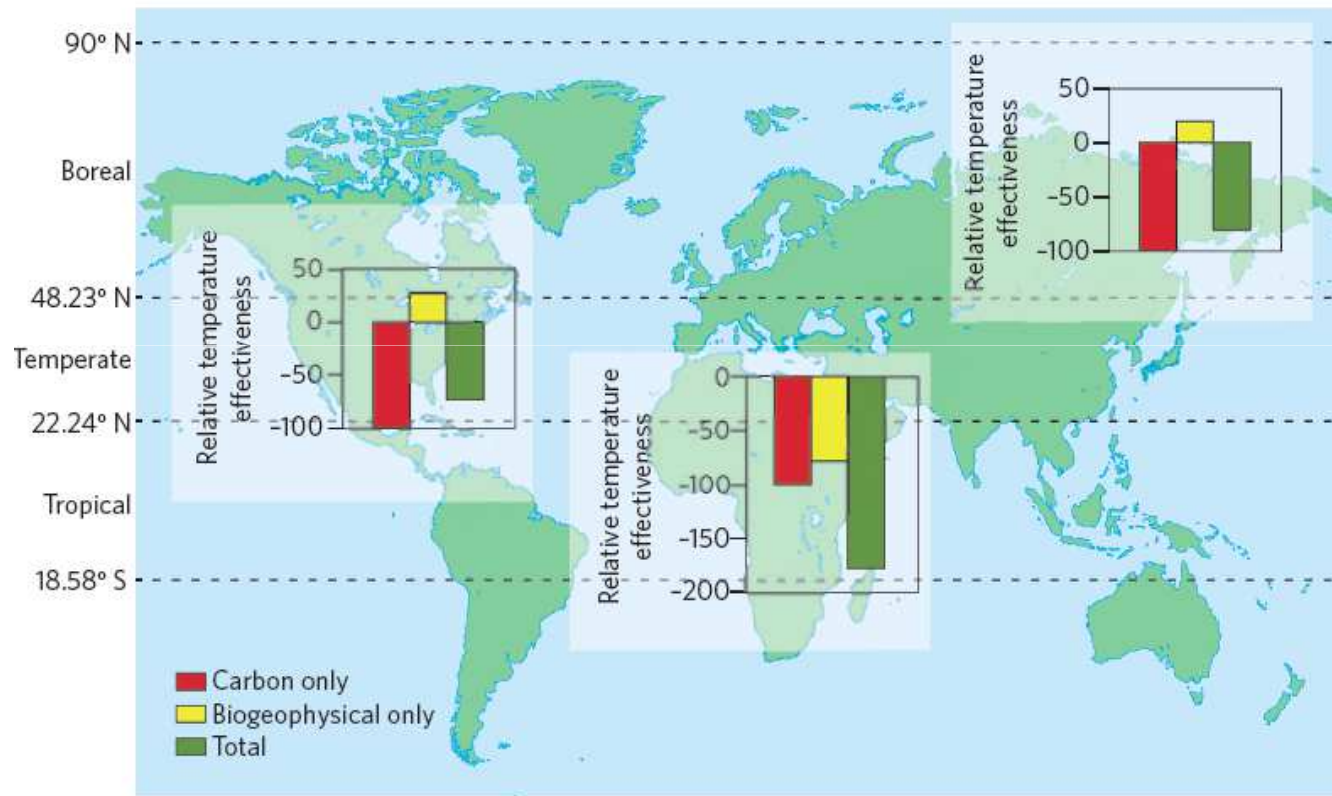 90° N
Boreal
48.23° N
Temperate
22.24° N
Tropical
18.58° S
Relative temperature
effectiveness
50
0
-50
-100
Relative temperature
effectiveness
0
-50
-100
-150
-200
Relative temperature
effectiveness
50
0
-50
-100
Carbon only
Biogeophysical only
Total